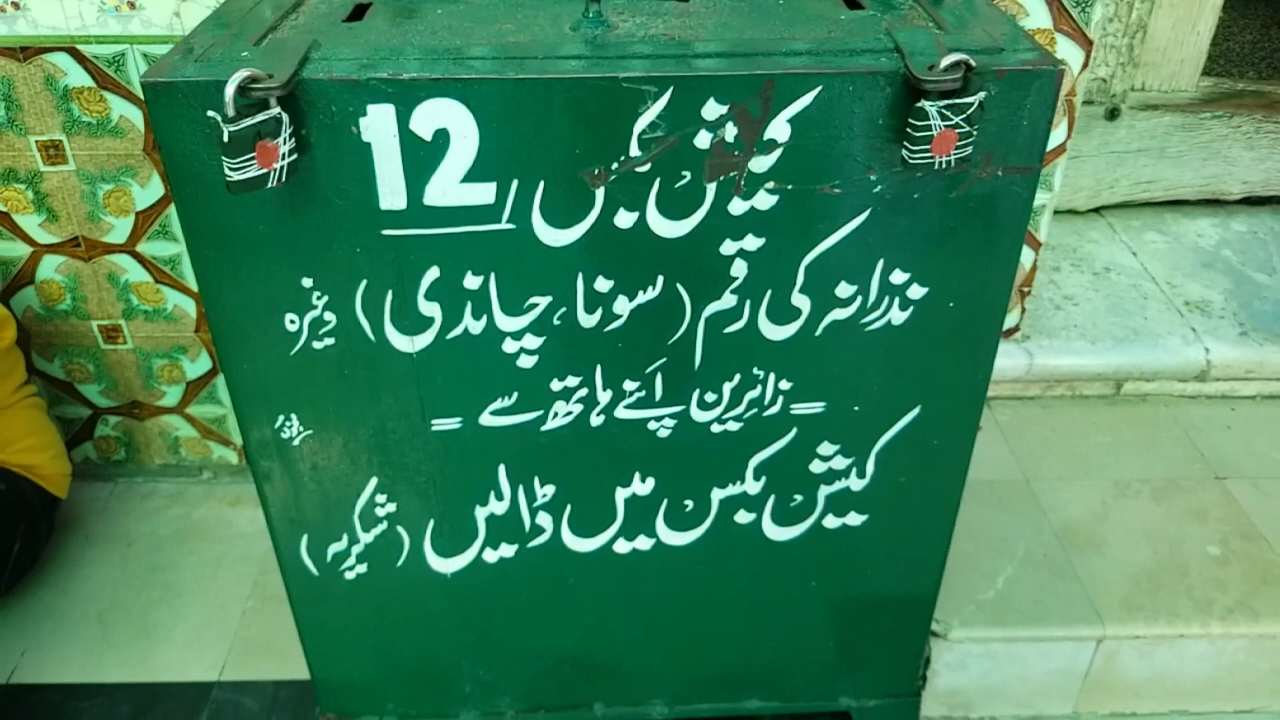 کیش بکس 12
نذرانہ کی رقم (سونا، چاندی) وغیرہ
= زائرین اپنے ہاتھ سے =
کیش بکس میں ڈالیں (شکریہ)